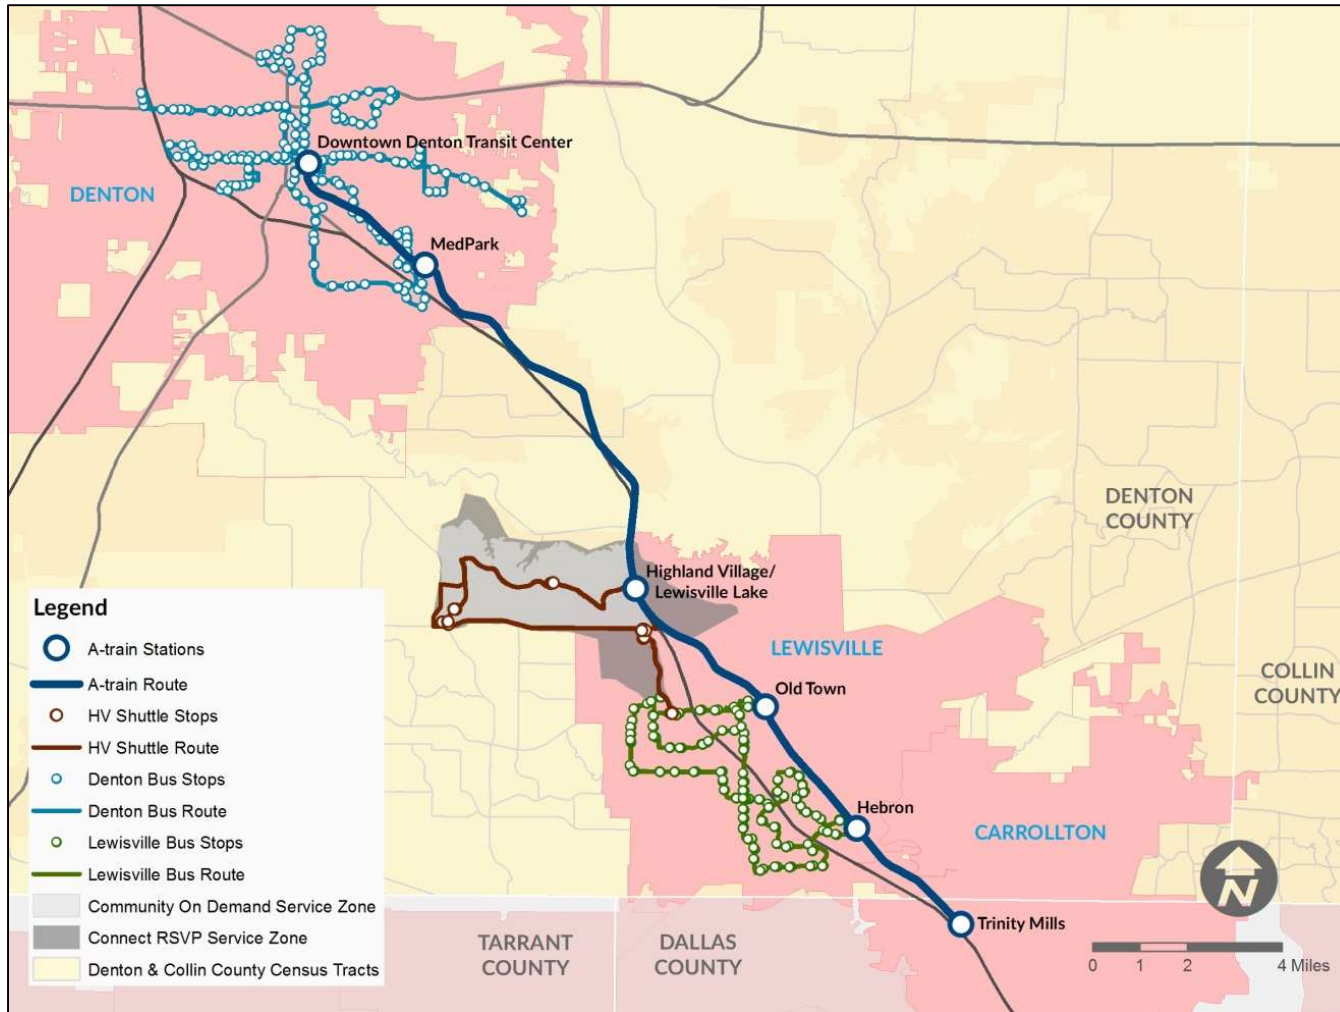 Downtown Denton Transit Center
DENTON
MedPark
DENTON
COUNTY
Highland Village/
Lewisville Lake
LEWISVILLE
COLLIN
COUNTY
Old Town
Hebron
CARROLLTON
Trinity Mills
TARRANT
COUNTY
DALLAS
COUNTY
Legend
A-train Stations
A-train Route
HV Shuttle Stops
HV Shuttle Route
Denton Bus Stops
Denton Bus Route
Lewisville Bus Stops
Lewisville Bus Route
Community On Demand Service Zone
Connect RSVP Service Zone
Denton & Collin County Census Tracts
N
0 1 2 4 Miles